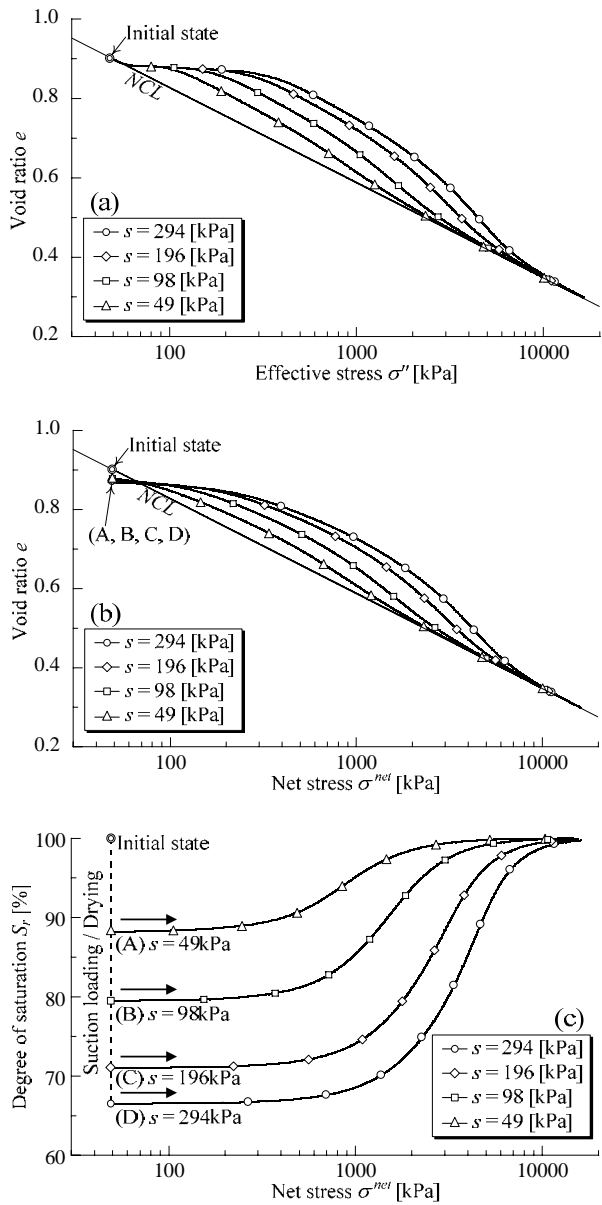 1.0
Initial state
0.8
NCL
Void ratio e
0.6
(a)
s = 294 [kPa]
s = 196 [kPa]
s = 98 [kPa]
s = 49 [kPa]
0.4
0.2
100 1000 10000
Effective stress σ″ [kPa]
1.0
Initial state
NCL
(A, B, C, D)
0.8
Void ratio e
0.6
(b)
s = 294 [kPa]
s = 196 [kPa]
s = 98 [kPa]
s = 49 [kPa]
0.4
0.2
100 1000 10000
Net stress σ^net [kPa]
100
Initial state
90
(A) s = 49kPa
Degree of saturation Sr [%]
Suction loading / Drying
80
(B) s = 98kPa
(c)
70
(C) s = 196kPa
(D) s = 294kPa
s = 294 [kPa]
s = 196 [kPa]
s = 98 [kPa]
s = 49 [kPa]
60
100 1000 10000
Net stress σ^net [kPa]